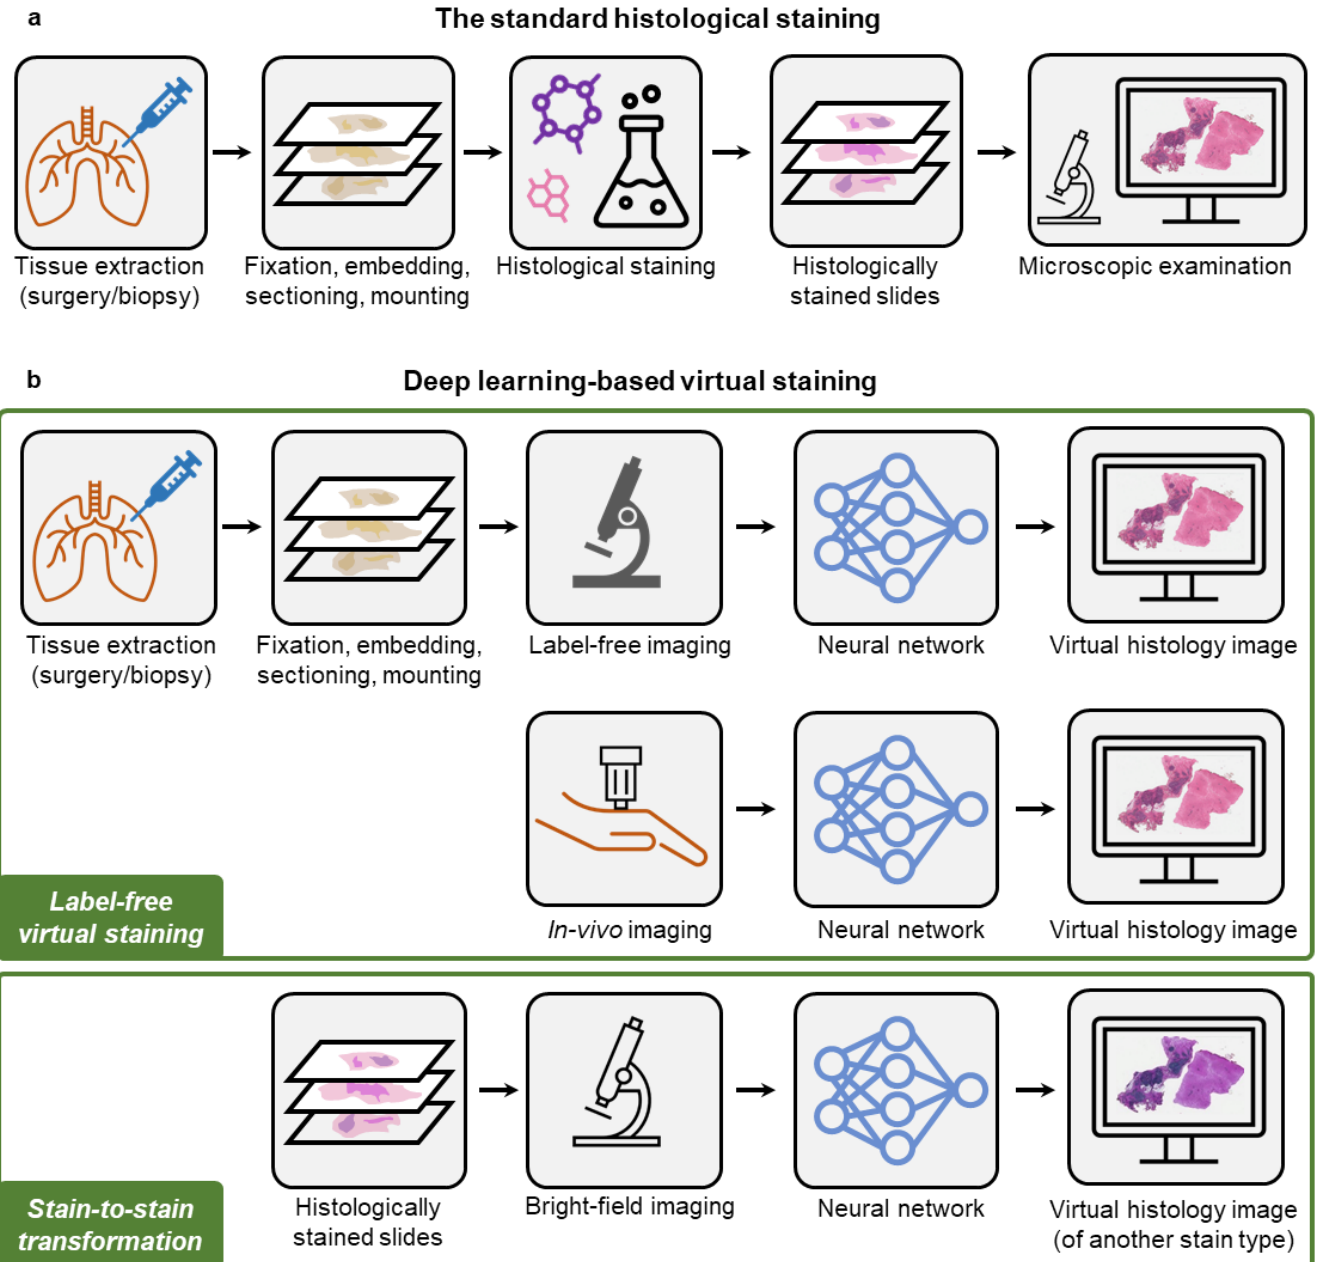 a
The standard histological staining
Tissue extraction
(surgery/biopsy)
Fixation, embedding,
sectioning, mounting
Histological staining
Histologically
stained slides
Microscopic examination
b
Deep learning-based virtual staining
Tissue extraction
(surgery/biopsy)
Fixation, embedding,
sectioning, mounting
Label-free imaging
Neural network
Virtual histology image
In-vivo imaging
Neural network
Virtual histology image
Label-free
virtual staining
Histologically
stained slides
Bright-field imaging
Neural network
Virtual histology image
(of another stain type)
Stain-to-stain
transformation